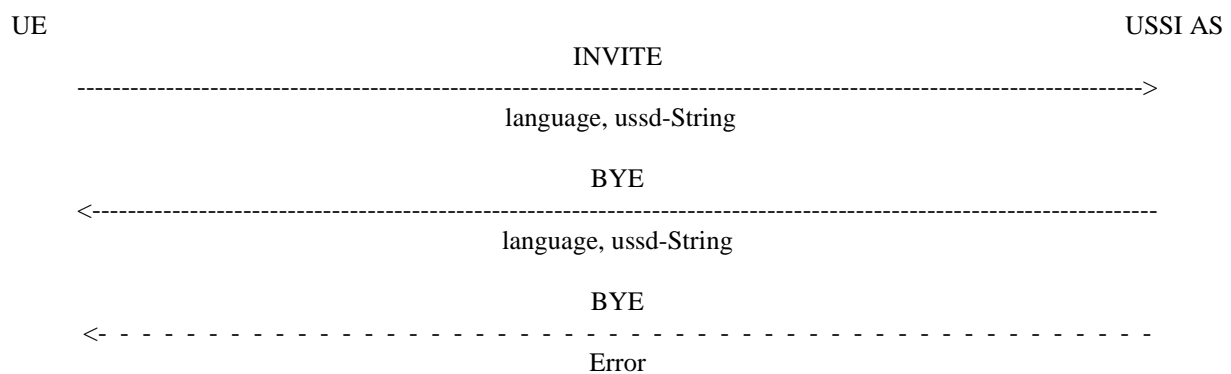 UE USSI AS
INVITE
language, ussd-String
BYE
language, ussd-String
BYE
Error